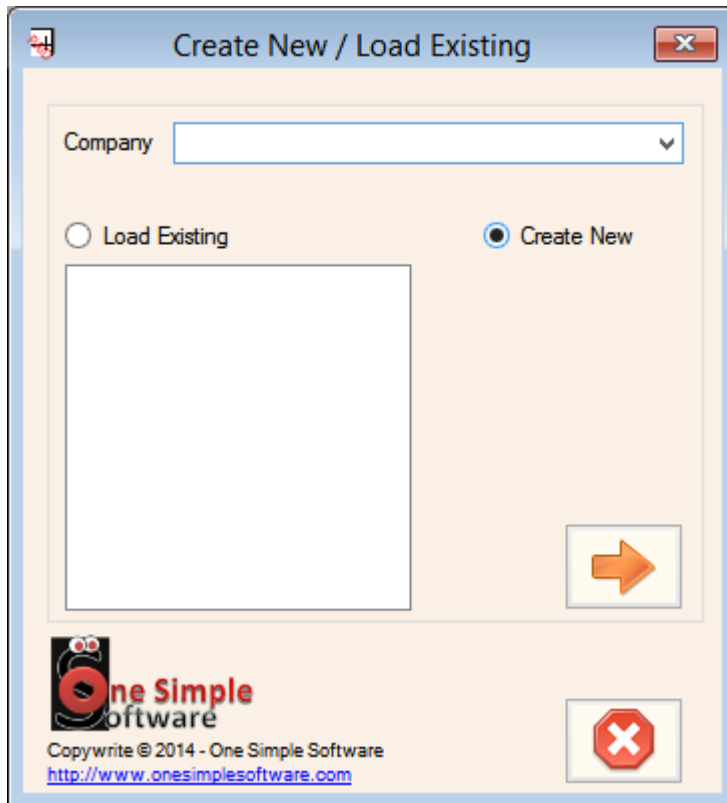 Create New / Load Existing
Company
Load Existing
Create New
One Simple
Software
Copywrite © 2014 - One Simple Software
http://www.onesimplesoftware.com